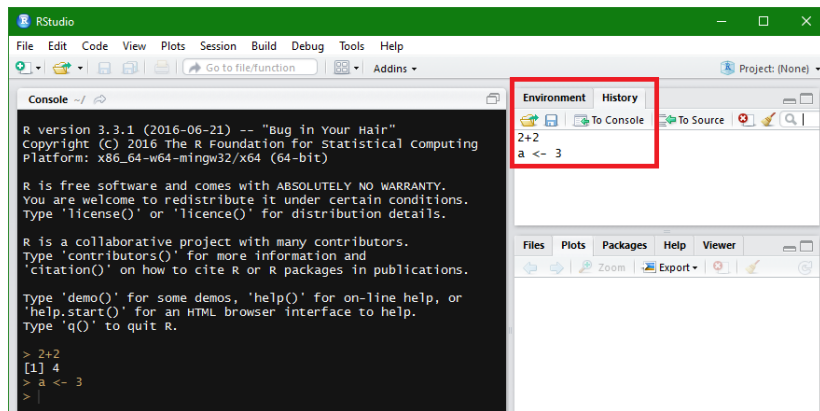 RStudio
File Edit Code View Plots Session Build Debug Tools Help
Go to file/function Addins Project: (None)
Console ~/
R version 3.3.1 (2016-06-21) -- "Bug in Your Hair"
Copyright (C) 2016 The R Foundation for Statistical Computing
Platform: x86_64-w64-mingw32/x64 (64-bit)
R is free software and comes with ABSOLUTELY NO WARRANTY.
You are welcome to redistribute it under certain conditions.
Type 'license()' or 'licence()' for distribution details.
R is a collaborative project with many contributors.
Type 'contributors()' for more information and
'citation()' on how to cite R or R packages in publications.
Type 'demo()' for some demos, 'help()' for on-line help, or
'help.start()' for an HTML browser interface to help.
Type 'q()' to quit R.
> 2+2
[1] 4
> a <- 3
>
Environment History
To Console To Source
2+2
a <- 3
Files Plots Packages Help Viewer
Zoom Export